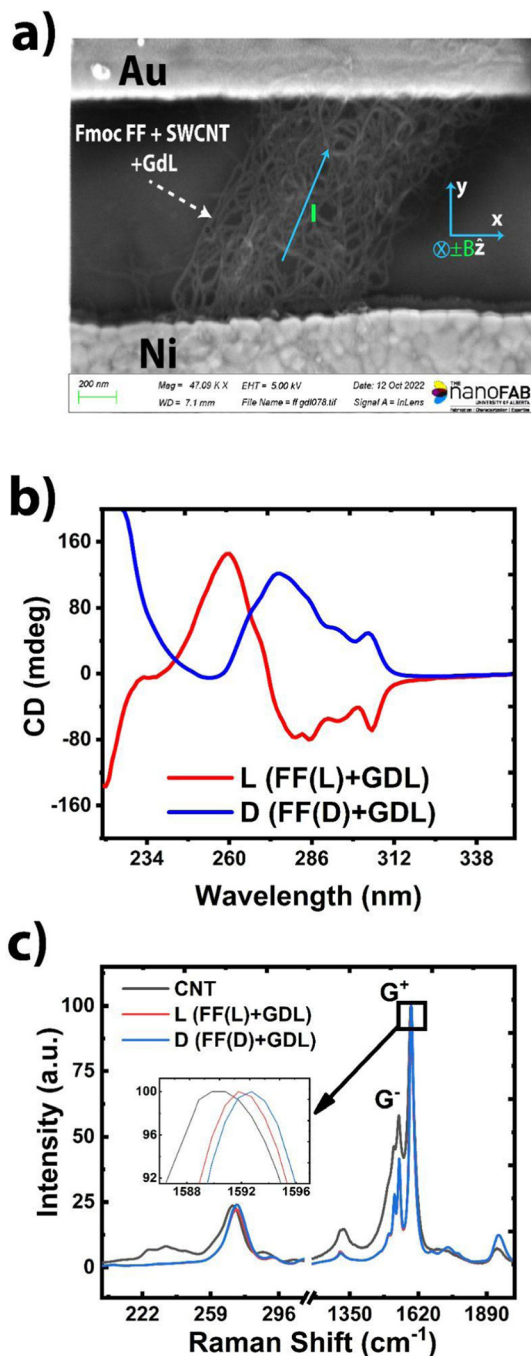 a)
Au
Fmoc FF + SWCNT
+GdL
I
y
x
⊗±Bẑ
Ni
200 nm
Mag = 47.09 K X
EHT = 5.00 kV
Date: 12 Oct 2022
WD = 7.1 mm
File Name = ff gdl078.tif
Signal A = InLens
THE
nanoFAB
UNIVERSITY OF ALBERTA
b)
160
80
0
-80
-160
CD (mdeg)
L (FF(L)+GDL)
D (FF(D)+GDL)
234 260 286 312 338
Wavelength (nm)
c)
CNT
L (FF(L)+GDL)
D (FF(D)+GDL)
G+
G-
100
75
50
25
0
Intensity (a.u.)
100
96
92
1588 1592 1596
222 259 296 1350 1620 1890
Raman Shift (cm-1)